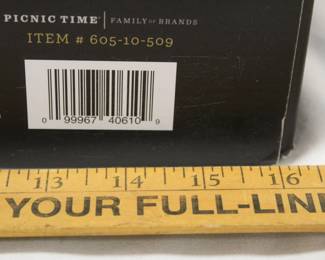 PICNIC TIME | FAMILY OF BRANDS
ITEM # 605-10-509
0 99967 40610 9
13 14 15 16
YOUR FULL-LIN